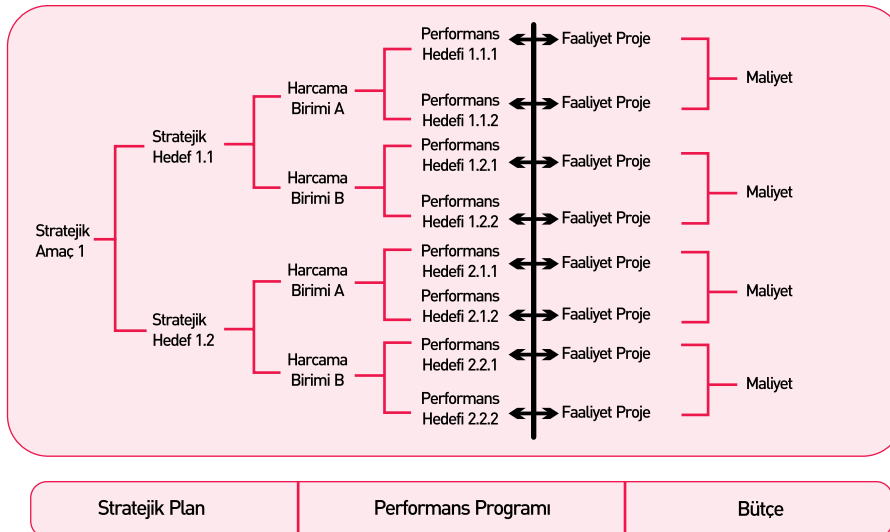 Stratejik
Amaç 1
Stratejik
Hedef 1.1
Stratejik
Hedef 1.2
Harcama
Birimi A
Harcama
Birimi B
Harcama
Birimi A
Harcama
Birimi B
Performans
Hedefi 1.1.1
Performans
Hedefi 1.1.2
Performans
Hedefi 1.2.1
Performans
Hedefi 1.2.2
Performans
Hedefi 2.1.1
Performans
Hedefi 2.1.2
Performans
Hedefi 2.2.1
Performans
Hedefi 2.2.2
Faaliyet Proje
Faaliyet Proje
Faaliyet Proje
Faaliyet Proje
Faaliyet Proje
Faaliyet Proje
Faaliyet Proje
Faaliyet Proje
Maliyet
Maliyet
Maliyet
Maliyet
Stratejik Plan
Performans Programı
Bütçe